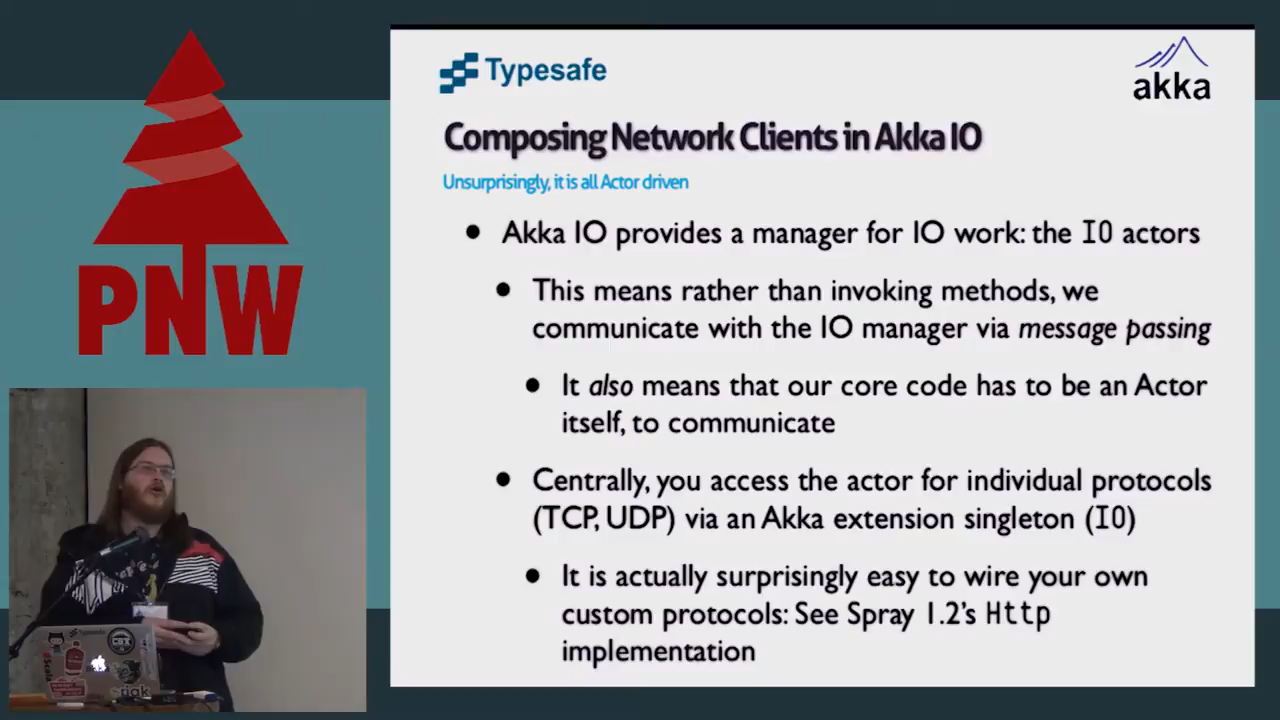 PNW
Typesafe
akka
Composing Network Clients in Akka IO
Unsurprisingly, it is all Actor driven
• Akka IO provides a manager for IO work: the IO actors
• This means rather than invoking methods, we
communicate with the IO manager via message passing
• It also means that our core code has to be an Actor
itself, to communicate
• Centrally, you access the actor for individual protocols
(TCP, UDP) via an Akka extension singleton (IO)
• It is actually surprisingly easy to wire your own
custom protocols: See Spray 1.2's Http
implementation
Typesafe
riak